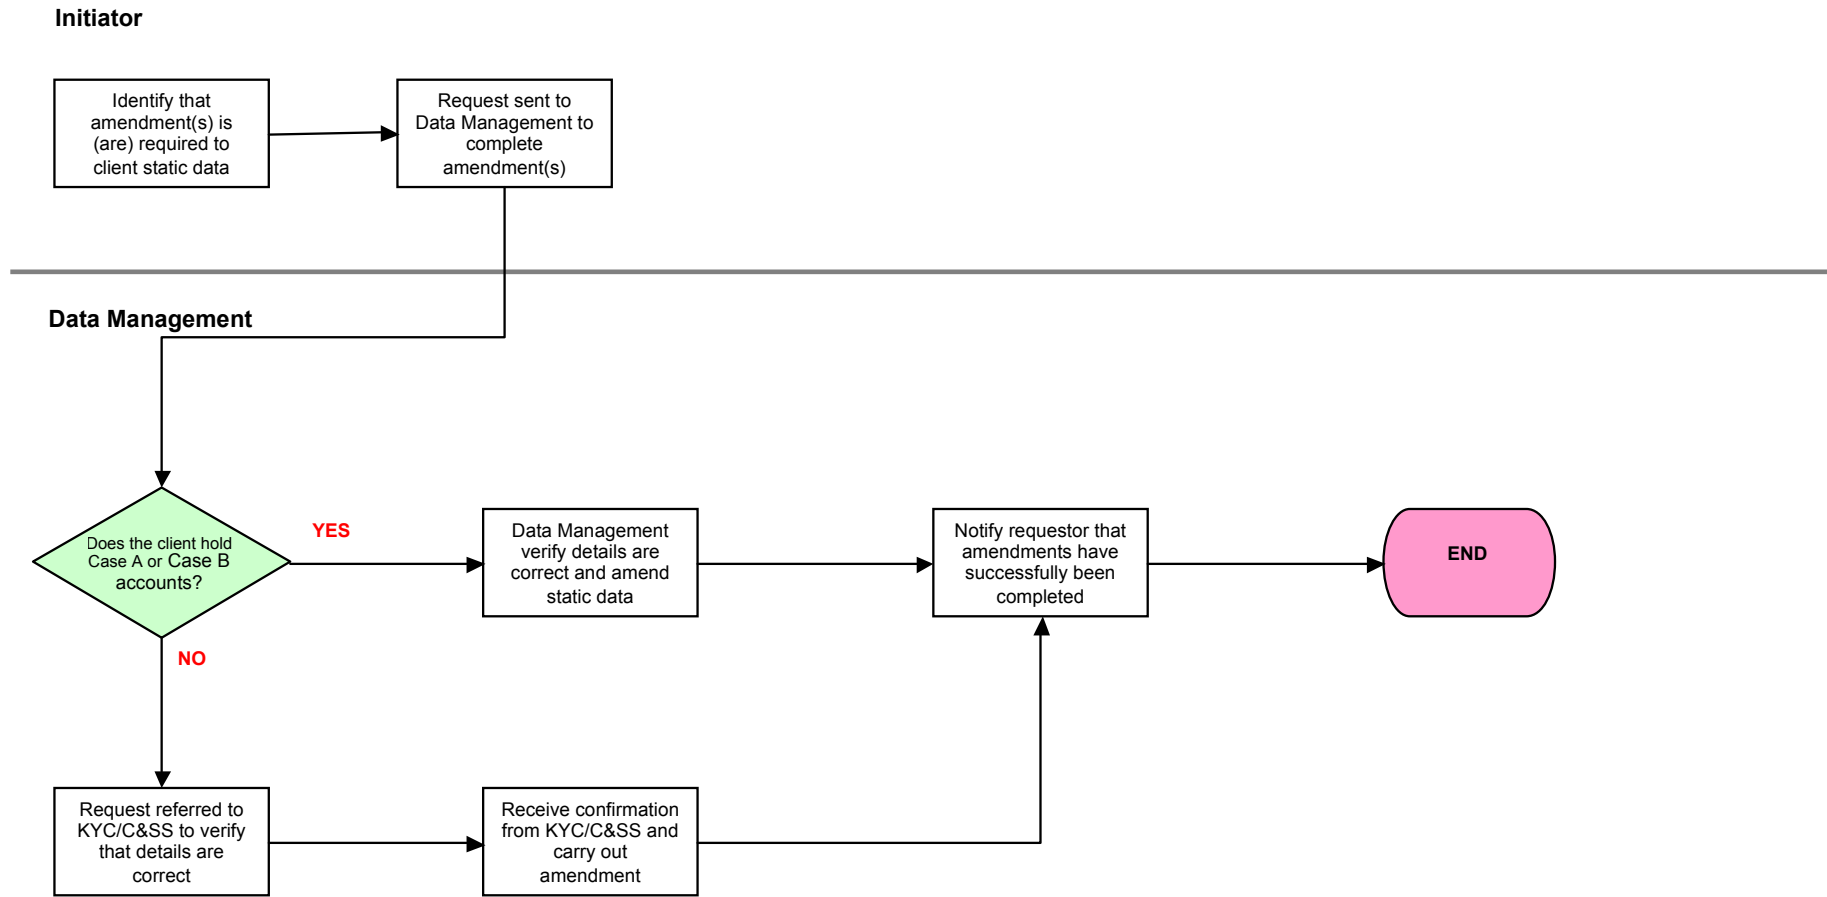 Initiator
Identify that
amendment(s) is
(are) required to
client static data
Request sent to
Data Management to
complete
amendment(s)
Data Management
Does the client hold
Case A or Case B
accounts?
YES
Data Management
verify details are
correct and amend
static data
Notify requestor that
amendments have
successfully been
completed
END
NO
Request referred to
KYC/C&SS to verify
that details are
correct
Receive confirmation
from KYC/C&SS and
carry out
amendment